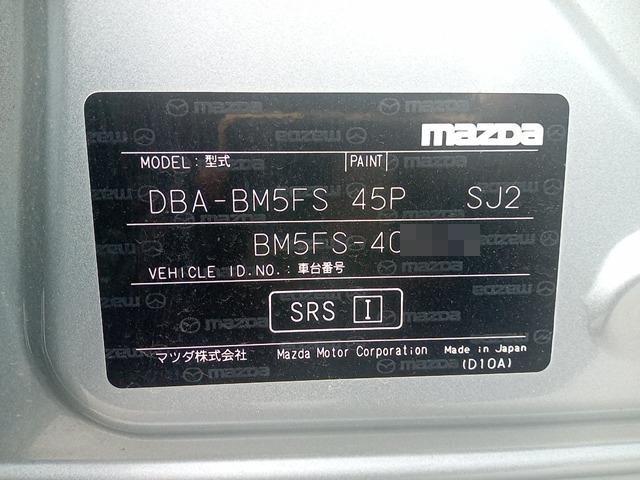 mazda
MODEL : 型式 PAINT
DBA-BM5FS 45P SJ2
BM5FS-40
VEHICLE ID.NO. : 車台番号
SRS I
マツダ株式会社 Mazda Motor Corporation Made in Japan
(D10A)